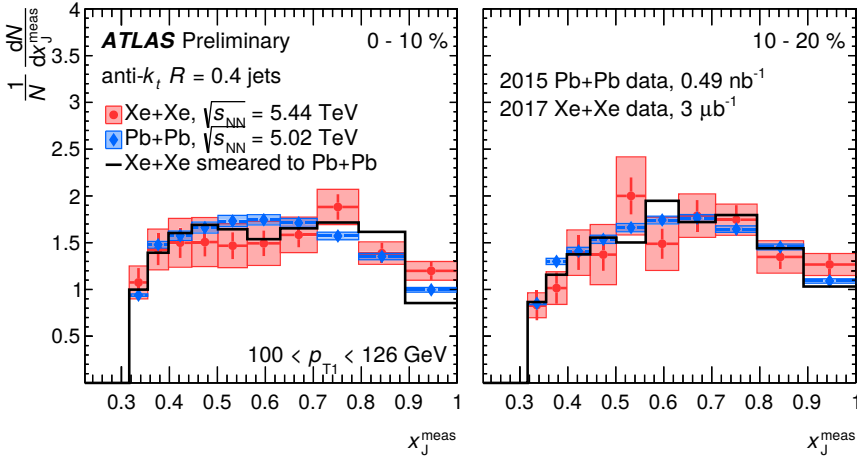 1/N dN/dx_J^meas
4
3.5
3
2.5
2
1.5
1
0.5
ATLAS Preliminary
0 - 10 %
anti-k_t R = 0.4 jets
Xe+Xe, √s_NN = 5.44 TeV
Pb+Pb, √s_NN = 5.02 TeV
Xe+Xe smeared to Pb+Pb
100 < p_T1 < 126 GeV
0.3 0.4 0.5 0.6 0.7 0.8 0.9 1
x_J^meas
10 - 20 %
2015 Pb+Pb data, 0.49 nb⁻¹
2017 Xe+Xe data, 3 μb⁻¹
0.3 0.4 0.5 0.6 0.7 0.8 0.9 1
x_J^meas